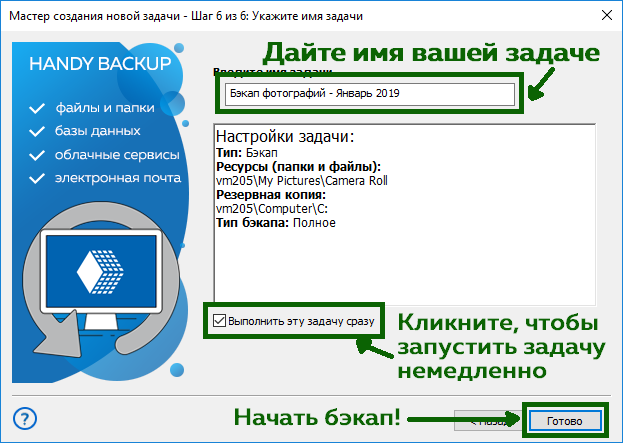 Мастер создания новой задачи - Шаг 6 из 6: Укажите имя задачи
HANDY BACKUP
файлы и папки
базы данных
облачные сервисы
электронная почта
Дайте имя вашей задаче
Введите имя задачи
Бэкап фотографий - Январь 2019
Настройки задачи:
Тип: Бэкап
Ресурсы (папки и файлы):
vm205\My Pictures\Camera Roll
Резервная копия:
vm205\Computer\C:
Тип бэкапа: Полное
Выполнить эту задачу сразу
Кликните, чтобы
запустить задачу
немедленно
?
Начать бэкап!
< Назад
Готово